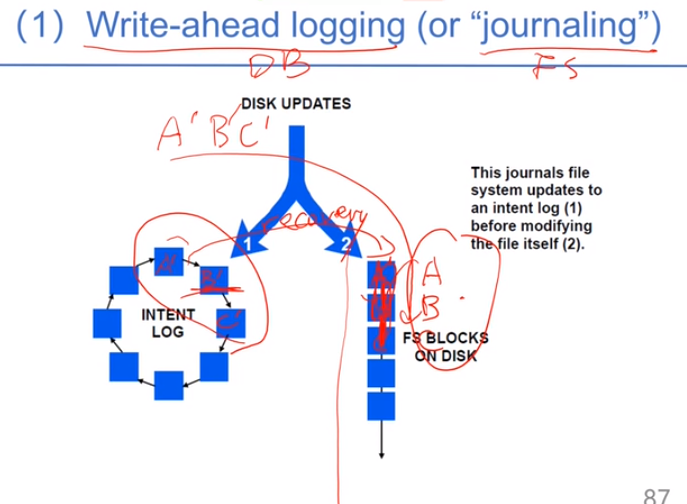 (1) Write-ahead logging (or “journaling”)
DB
FS
DISK UPDATES
A' B' C'
This journals file
system updates to
an intent log (1)
before modifying
the file itself (2).
recovery
1
2
A'
B'
C'
INTENT
LOG
A
B
C
FS BLOCKS
ON DISK
87